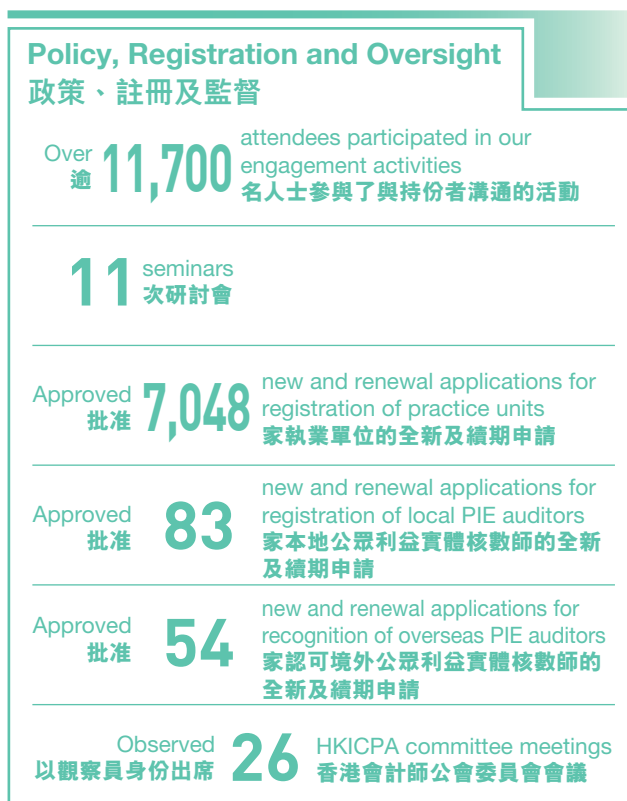 Policy, Registration and Oversight
政策、註冊及監督
Over
逾
11,700
attendees participated in our
engagement activities
名人士參與了與持份者溝通的活動
11
seminars
次研討會
Approved
批准
7,048
new and renewal applications for
registration of practice units
家執業單位的全新及續期申請
Approved
批准
83
new and renewal applications for
registration of local PIE auditors
家本地公眾利益實體核數師的全新
及續期申請
Approved
批准
54
new and renewal applications for
recognition of overseas PIE auditors
家認可境外公眾利益實體核數師的
全新及續期申請
Observed
以觀察員身份出席
26
HKICPA committee meetings
香港會計師公會委員會會議